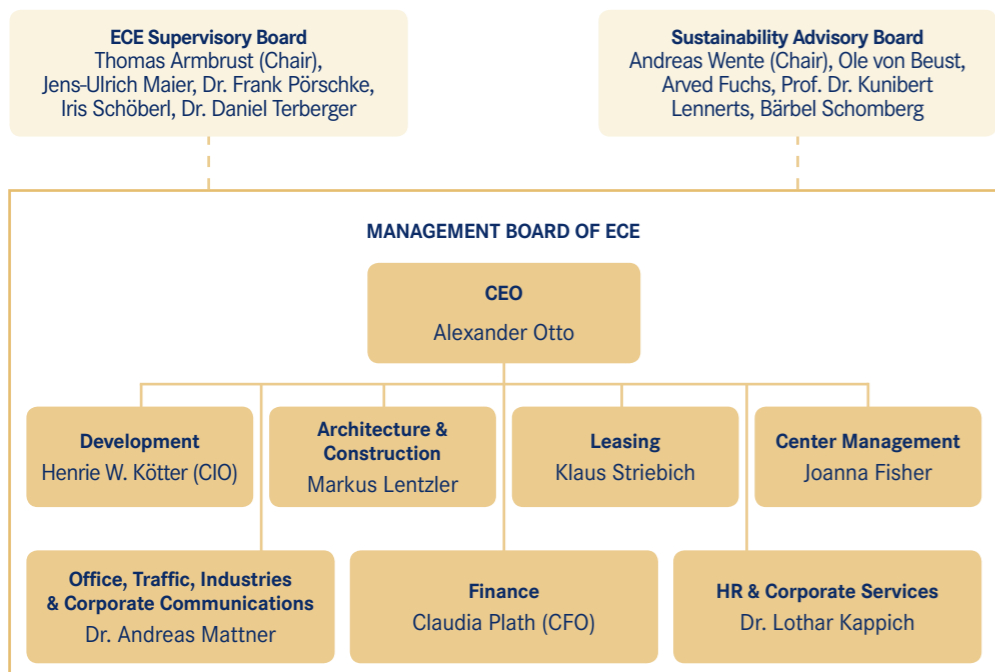 ECE Supervisory Board
Thomas Armbrust (Chair),
Jens-Ulrich Maier, Dr. Frank Pörschke,
Iris Schöberl, Dr. Daniel Terberger
Sustainability Advisory Board
Andreas Wente (Chair), Ole von Beust,
Arved Fuchs, Prof. Dr. Kunibert
Lennerts, Bärbel Schomberg
MANAGEMENT BOARD OF ECE
CEO
Alexander Otto
Development
Henrie W. Kötter (CIO)
Architecture &
Construction
Markus Lentzler
Leasing
Klaus Striebich
Center Management
Joanna Fisher
Office, Traffic, Industries
& Corporate Communications
Dr. Andreas Mattner
Finance
Claudia Plath (CFO)
HR & Corporate Services
Dr. Lothar Kappich